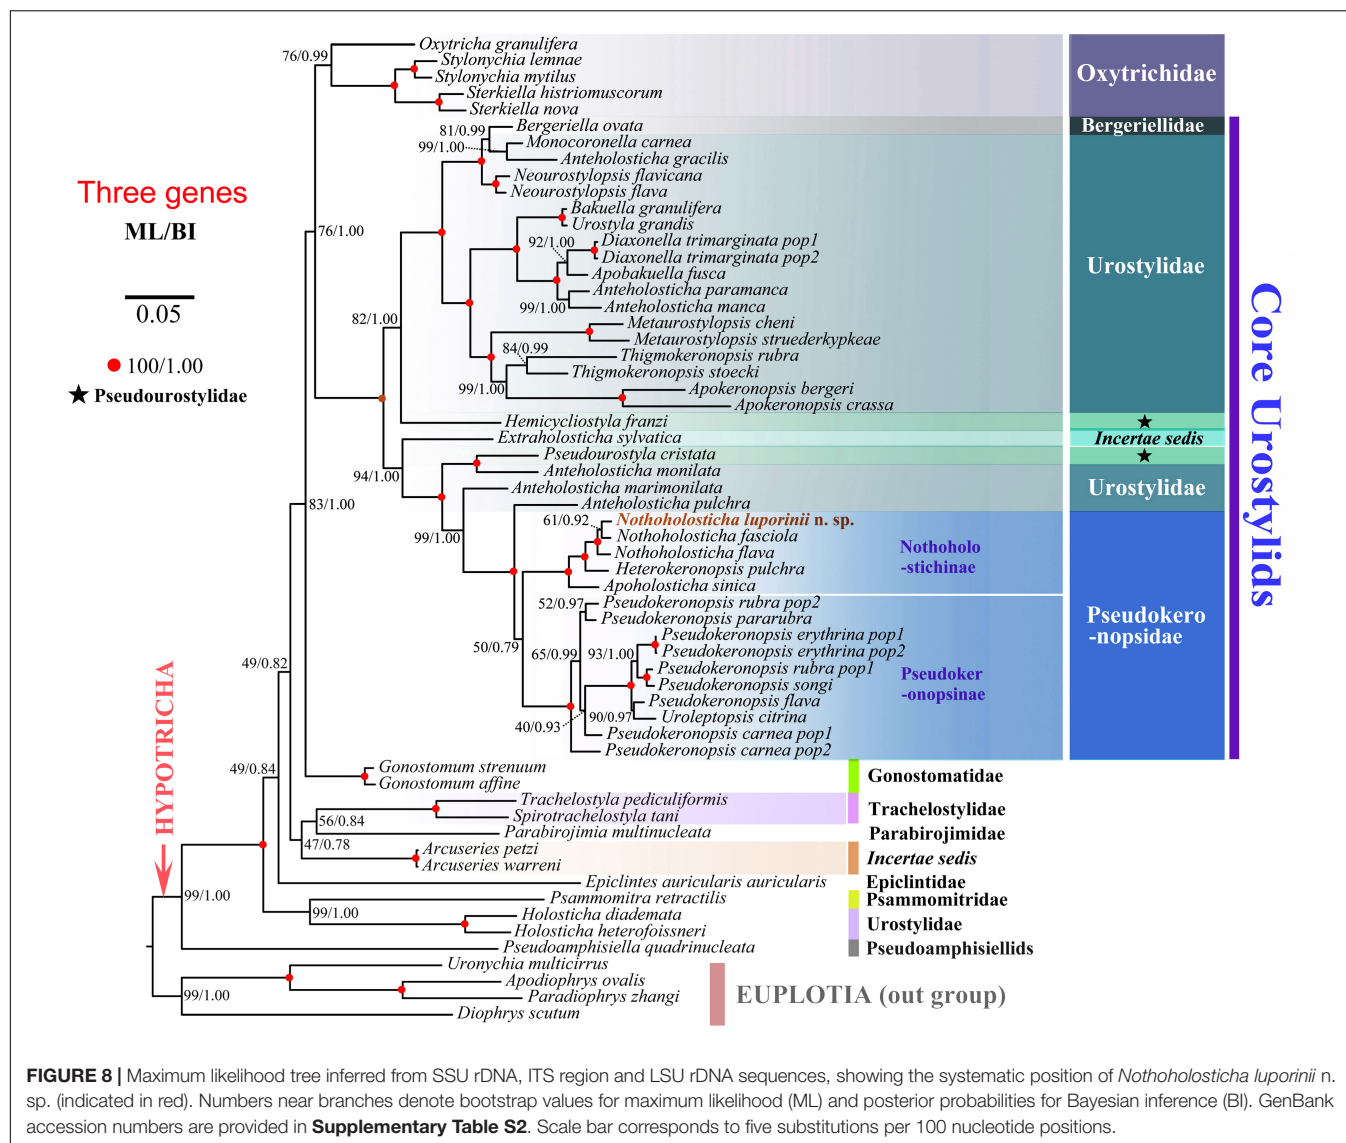 Oxytricha granulifera
76/0.99
Stylonychia lemnae
Stylonychia mytilus
Sterkiella histriomuscorum
Sterkiella nova
Oxytrichidae
81/0.99
Bergeriella ovata
Bergeriellidae
99/1.00
Monocoronella carnea
Anteholosticha gracilis
Neourostylopsis flavicana
Neourostylopsis flava
Three genes
ML/BI
0.05
100/1.00
Pseudourostylidae
76/1.00
Bakuella granulifera
Urostyla grandis
92/1.00
Diaxonella trimarginata pop1
Diaxonella trimarginata pop2
Apobakuella fusca
Anteholosticha paramanca
99/1.00
Anteholosticha manca
Urostylidae
82/1.00
Metaurostylopsis cheni
Metaurostylopsis struederkypkeae
84/0.99
Thigmokeronopsis rubra
Thigmokeronopsis stoecki
99/1.00
Apokeronopsis bergeri
Apokeronopsis crassa
Hemicycliostyla franzi
Extraholosticha sylvatica
Incertae sedis
Pseudourostyla cristata
94/1.00
Anteholosticha monilata
Anteholosticha marimonilata
Urostylidae
83/1.00
Anteholosticha pulchra
99/1.00
61/0.92
Nothoholosticha luporinii n. sp.
Nothoholosticha fasciola
Nothoholosticha flava
Heterokeronopsis pulchra
Apoholosticha sinica
Nothoholo
-stichinae
52/0.97
Pseudokeronopsis rubra pop2
Pseudokeronopsis pararubra
Pseudokero
-nopsidae
50/0.79
65/0.99
93/1.00
Pseudokeronopsis erythrina pop1
Pseudokeronopsis erythrina pop2
Pseudokeronopsis rubra pop1
Pseudokeronopsis songi
Pseudoker
-onopsinae
Pseudokeronopsis flava
90/0.97
Uroleptopsis citrina
40/0.93
Pseudokeronopsis carnea pop1
Pseudokeronopsis carnea pop2
Core Urostylids
49/0.82
HYPOTRICHA
49/0.84
Gonostomum strenuum
Gonostomum affine
Gonostomatidae
Trachelostyla pediculiformis
Spirotrachelostyla tani
Trachelostylidae
56/0.84
Parabirojimia multinucleata
Parabirojimidae
47/0.78
Arcuseries petzi
Arcuseries warreni
Incertae sedis
Epiclintes auricularis auricularis
Epiclintidae
99/1.00
Psammomitra retractilis
Psammomitridae
99/1.00
Holosticha diademata
Holosticha heterofoissneri
Urostylidae
Pseudoamphisiella quadrinucleata
Pseudoamphisiellids
Uronychia multicirrus
Apodiophrys ovalis
99/1.00
Paradiophrys zhangi
Diophrys scutum
EUPLOTIA (out group)
FIGURE 8 | Maximum likelihood tree inferred from SSU rDNA, ITS region and LSU rDNA sequences, showing the systematic position of Nothoholosticha luporinii n.
sp. (indicated in red). Numbers near branches denote bootstrap values for maximum likelihood (ML) and posterior probabilities for Bayesian inference (BI). GenBank
accession numbers are provided in Supplementary Table S2. Scale bar corresponds to five substitutions per 100 nucleotide positions.